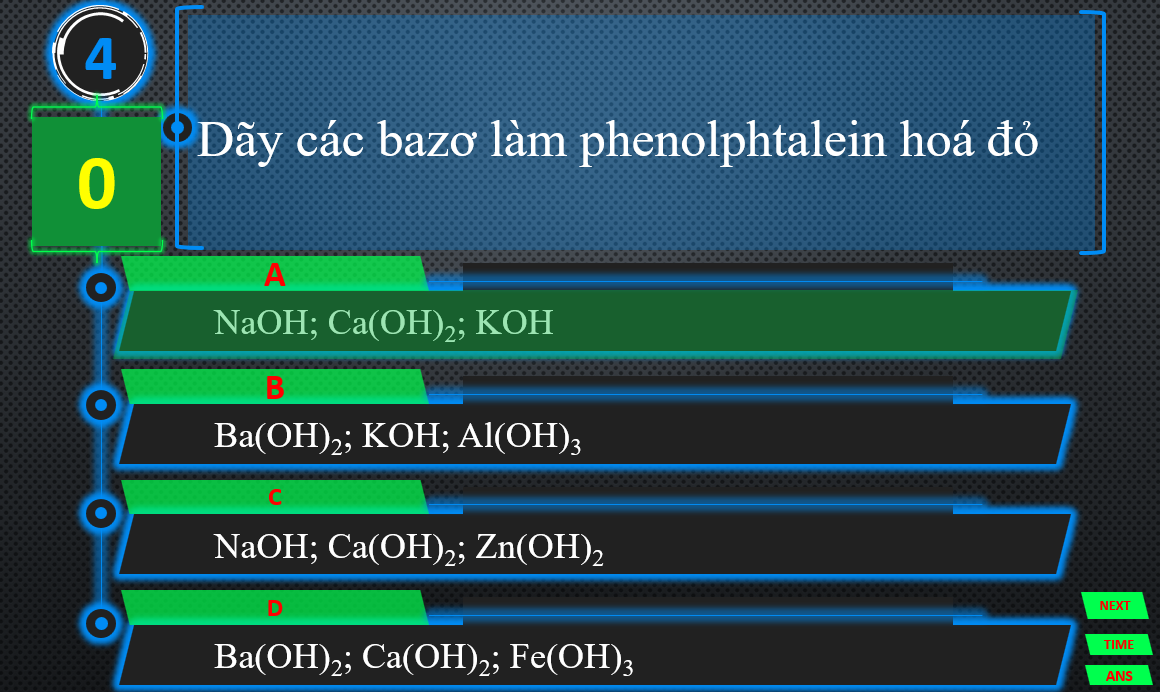 4
0
Dãy các bazơ làm phenolphtalein hoá đỏ
A
NaOH; Ca(OH)₂; KOH
B
Ba(OH)₂; KOH; Al(OH)₃
C
NaOH; Ca(OH)₂; Zn(OH)₂
D
Ba(OH)₂; Ca(OH)₂; Fe(OH)₃
NEXT
TIME
ANS